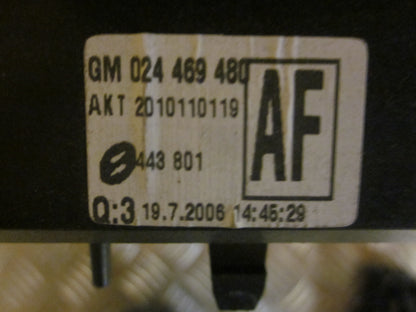 GM 024 469 480
AKT 2010110119
AF
443 801
Q:3 19.7.2006 14:45:29